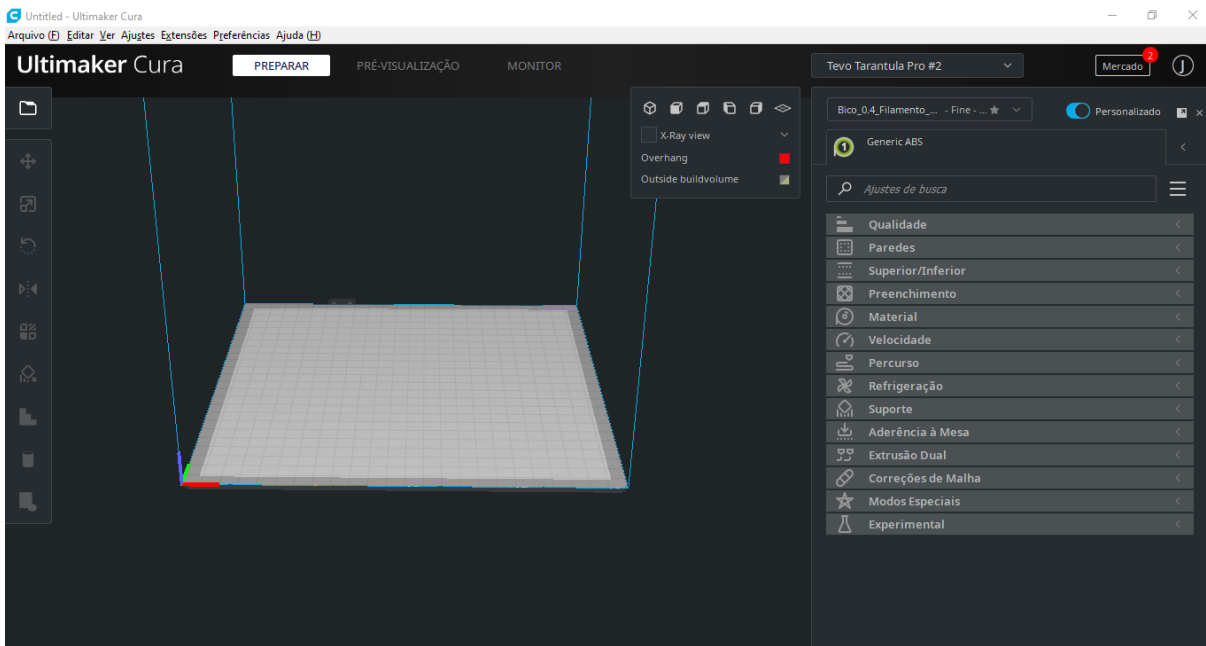 Untitled - Ultimaker Cura
Arquivo (F) Editar Ver Ajustes Extensões Preferências Ajuda (H)
Ultimaker Cura PREPARAR PRÉ-VISUALIZAÇÃO MONITOR Tevo Tarantula Pro #2 Mercado 2 J
Bico_0.4_Filamento_... - Fine - ... Personalizado
X-Ray view
Overhang
Outside buildvolume
1 Generic ABS
Ajustes de busca
Qualidade
Paredes
Superior/Inferior
Preenchimento
Material
Velocidade
Percurso
Refrigeração
Suporte
Aderência à Mesa
Extrusão Dual
Correções de Malha
Modos Especiais
Experimental